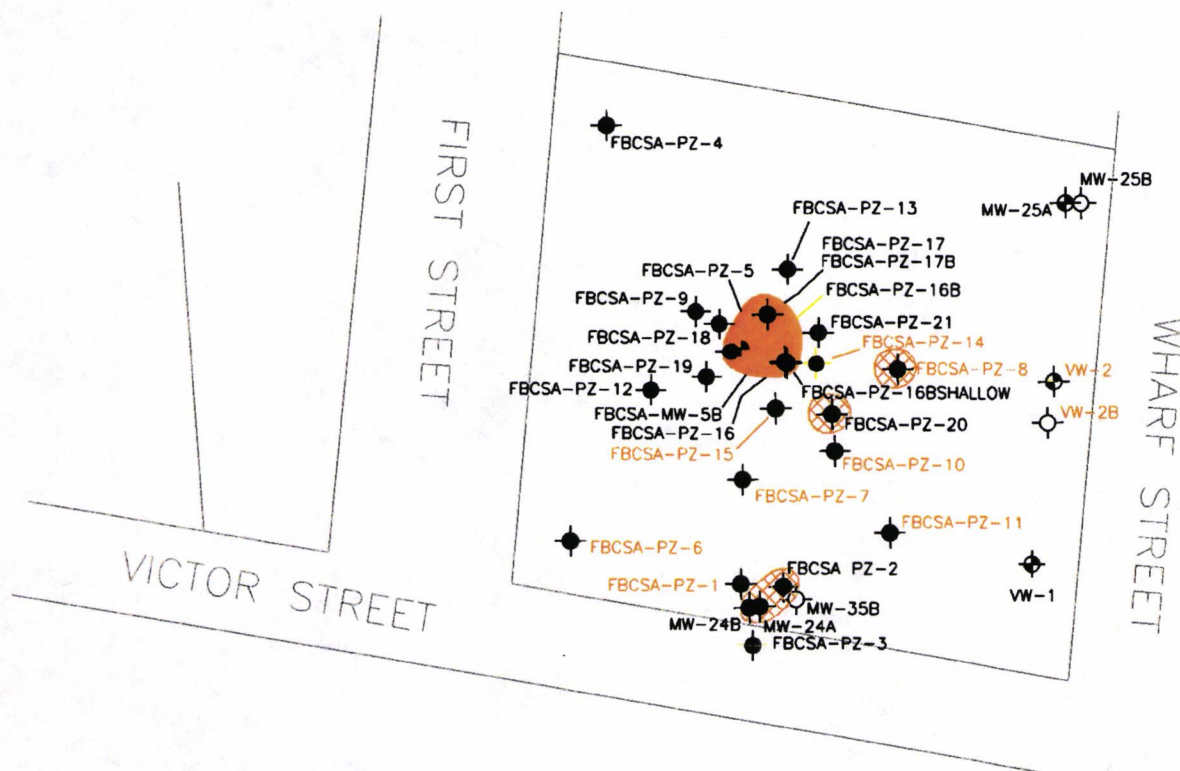 FIRST STREET
FBCSA-PZ-4
MW-25B
MW-25A
FBCSA-PZ-13
FBCSA-PZ-17
FBCSA-PZ-17B
FBCSA-PZ-5
FBCSA-PZ-16B
FBCSA-PZ-9
FBCSA-PZ-21
FBCSA-PZ-18
FBCSA-PZ-14
FBCSA-PZ-19
FBCSA-PZ-8
VW-2
FBCSA-PZ-12
FBCSA-PZ-16BSHALLOW
FBCSA-MW-5B
VW-2B
FBCSA-PZ-20
FBCSA-PZ-16
FBCSA-PZ-15
FBCSA-PZ-10
WHARF STREET
FBCSA-PZ-7
FBCSA-PZ-11
FBCSA-PZ-6
VICTOR STREET
FBCSA PZ-2
FBCSA-PZ-1
VW-1
MW-35B
MW-24B
MW-24A
FBCSA-PZ-3